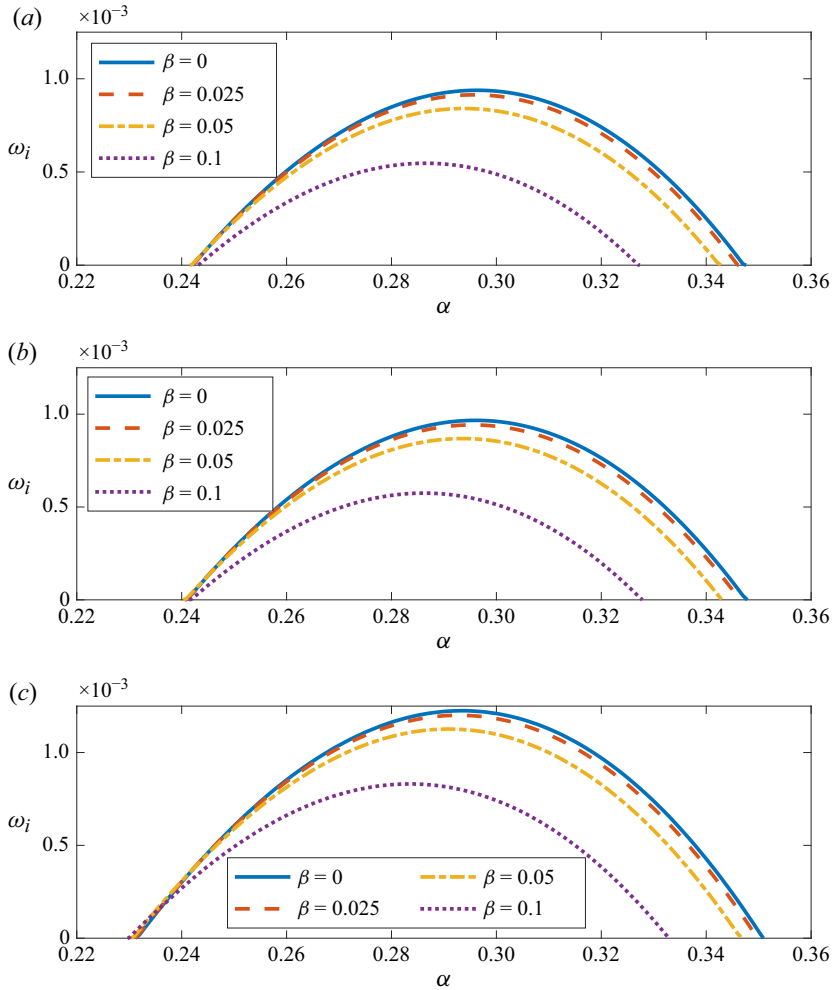 (a)
×10⁻³
β = 0
β = 0.025
β = 0.05
β = 0.1
1.0
0.5
0
ωᵢ
0.22 0.24 0.26 0.28 0.30 0.32 0.34 0.36
α
(b)
×10⁻³
β = 0
β = 0.025
β = 0.05
β = 0.1
1.0
0.5
0
ωᵢ
0.22 0.24 0.26 0.28 0.30 0.32 0.34 0.36
α
(c)
×10⁻³
1.0
0.5
0
ωᵢ
β = 0 β = 0.05
β = 0.025 β = 0.1
0.22 0.24 0.26 0.28 0.30 0.32 0.34 0.36
α